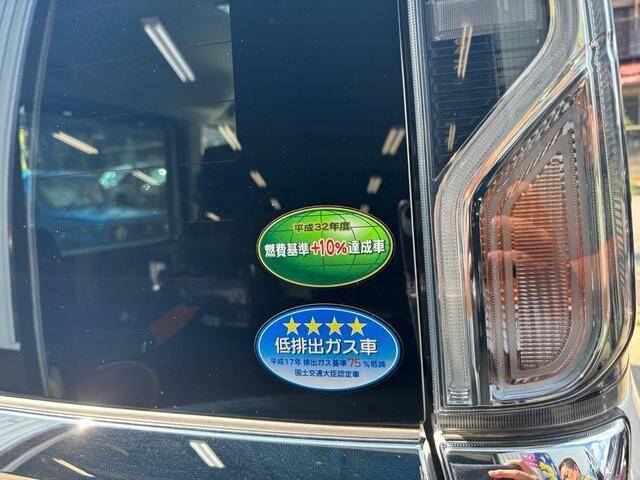 平成32年度
燃費基準+10%達成車
低排出ガス車
平成17年 排出ガス基準 75 %低減
国土交通大臣認定車